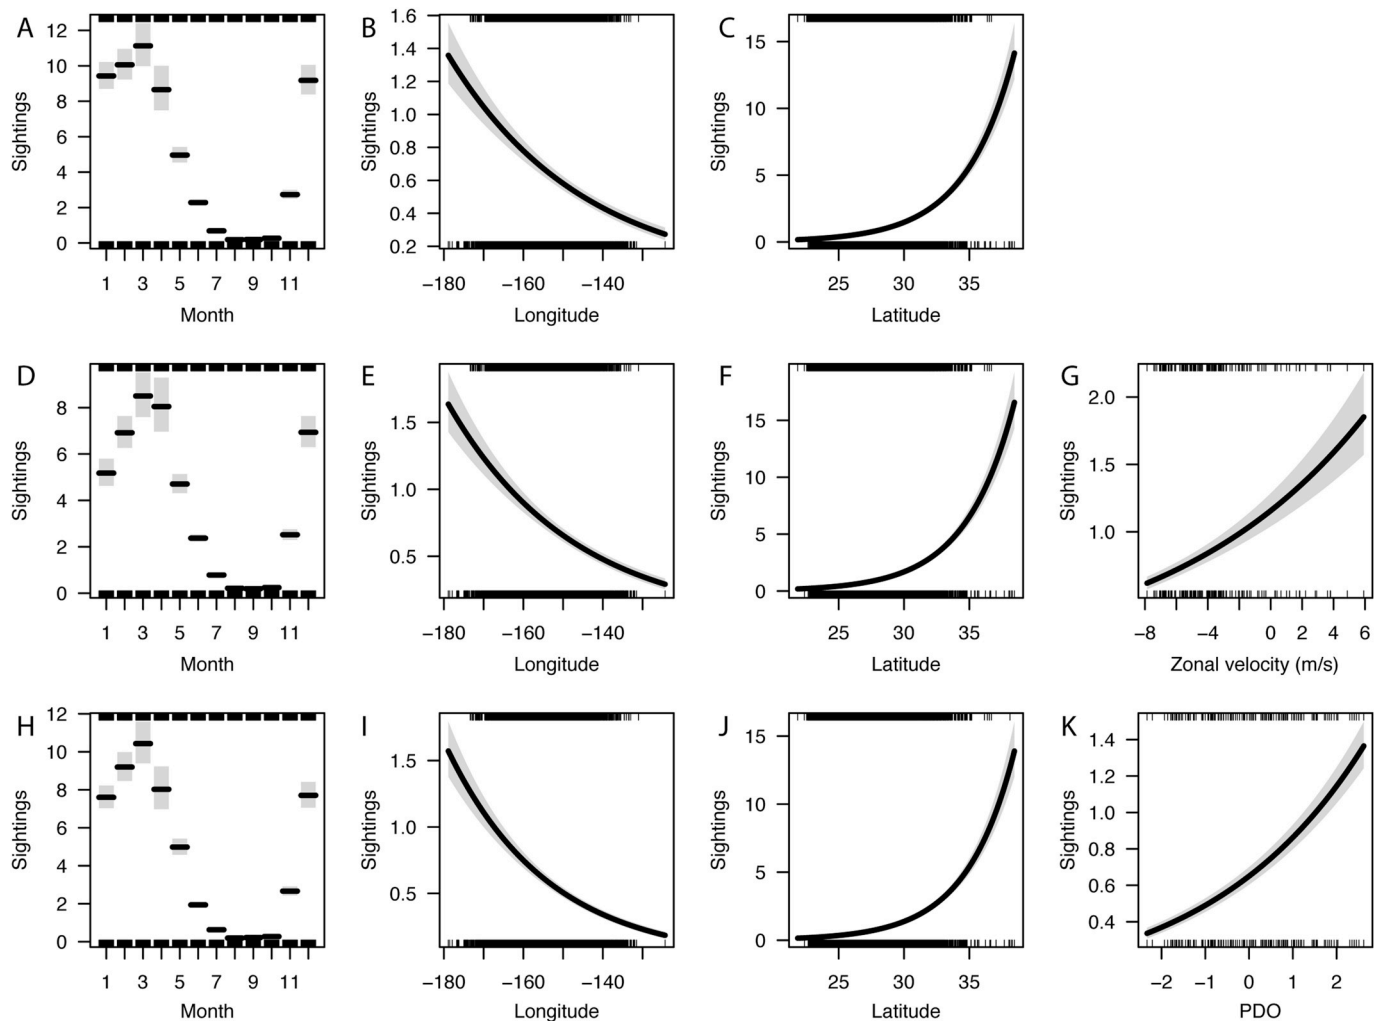 A
Sightings
12
10
8
6
4
2
0
1 3 5 7 9 11
Month
B
Sightings
1.6
1.4
1.2
1.0
0.8
0.6
0.4
0.2
−180 −160 −140
Longitude
C
Sightings
15
10
5
0
25 30 35
Latitude
D
Sightings
8
6
4
2
0
1 3 5 7 9 11
Month
E
Sightings
1.5
1.0
0.5
−180 −160 −140
Longitude
F
Sightings
15
10
5
0
25 30 35
Latitude
G
Sightings
2.0
1.5
1.0
−8 −4 0 2 4 6
Zonal velocity (m/s)
H
Sightings
12
10
8
6
4
2
0
1 3 5 7 9 11
Month
I
Sightings
1.5
1.0
0.5
−180 −160 −140
Longitude
J
Sightings
15
10
5
0
25 30 35
Latitude
K
Sightings
1.4
1.2
1.0
0.8
0.6
0.4
−2 −1 0 1 2
PDO